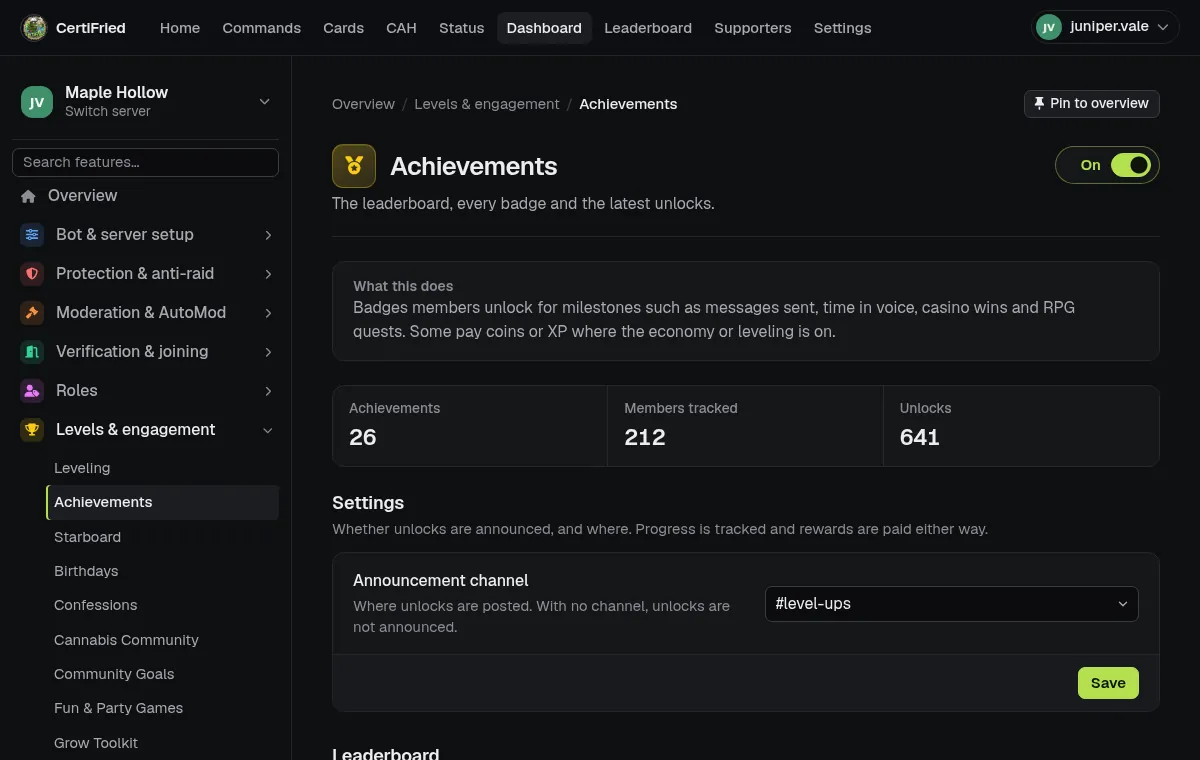 CertiFried
Home
Commands
Cards
CAH
Status
Dashboard
Leaderboard
Supporters
Settings
JV
juniper.vale
JV
Maple Hollow
Switch server
Search features...
Overview
Bot & server setup
Protection & anti-raid
Moderation & AutoMod
Verification & joining
Roles
Levels & engagement
Leveling
Achievements
Starboard
Birthdays
Confessions
Cannabis Community
Community Goals
Fun & Party Games
Grow Toolkit
Overview / Levels & engagement / Achievements
Pin to overview
Achievements
On
The leaderboard, every badge and the latest unlocks.
What this does
Badges members unlock for milestones such as messages sent, time in voice, casino wins and RPG
quests. Some pay coins or XP where the economy or leveling is on.
Achievements
26
Members tracked
212
Unlocks
641
Settings
Whether unlocks are announced, and where. Progress is tracked and rewards are paid either way.
Announcement channel
Where unlocks are posted. With no channel, unlocks are
not announced.
#level-ups
Save
Leaderboard